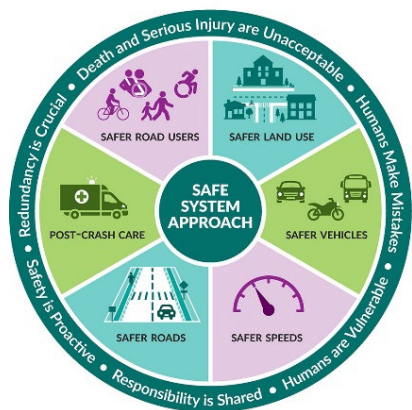 Death and Serious Injury are Unacceptable
Humans Make Mistakes
Humans are Vulnerable
Responsibility is Shared
Safety is Proactive
Redundancy is Crucial
SAFER ROAD USERS
SAFER LAND USE
SAFE
SYSTEM
APPROACH
POST-CRASH CARE
SAFER VEHICLES
SAFER ROADS
SAFER SPEEDS